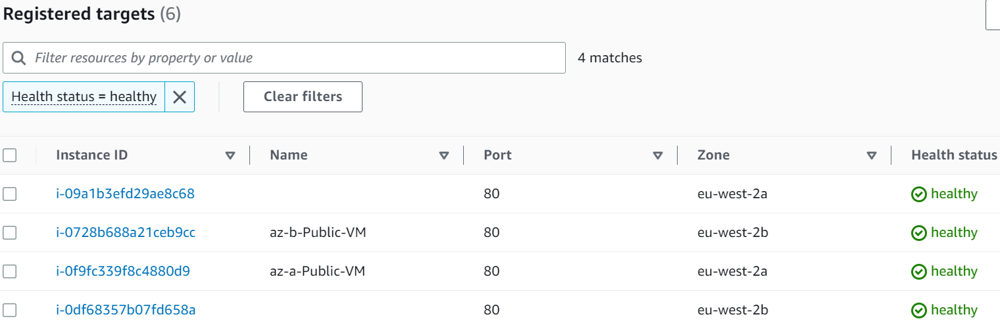 Registered targets (6)
Filter resources by property or value 4 matches
Health status = healthy Clear filters
Instance ID Name Port Zone Health status
i-09a1b3efd29ae8c68 80 eu-west-2a healthy
i-0728b688a21ceb9cc az-b-Public-VM 80 eu-west-2b healthy
i-0f9fc339f8c4880d9 az-a-Public-VM 80 eu-west-2a healthy
i-0df68357b07fd658a 80 eu-west-2b healthy